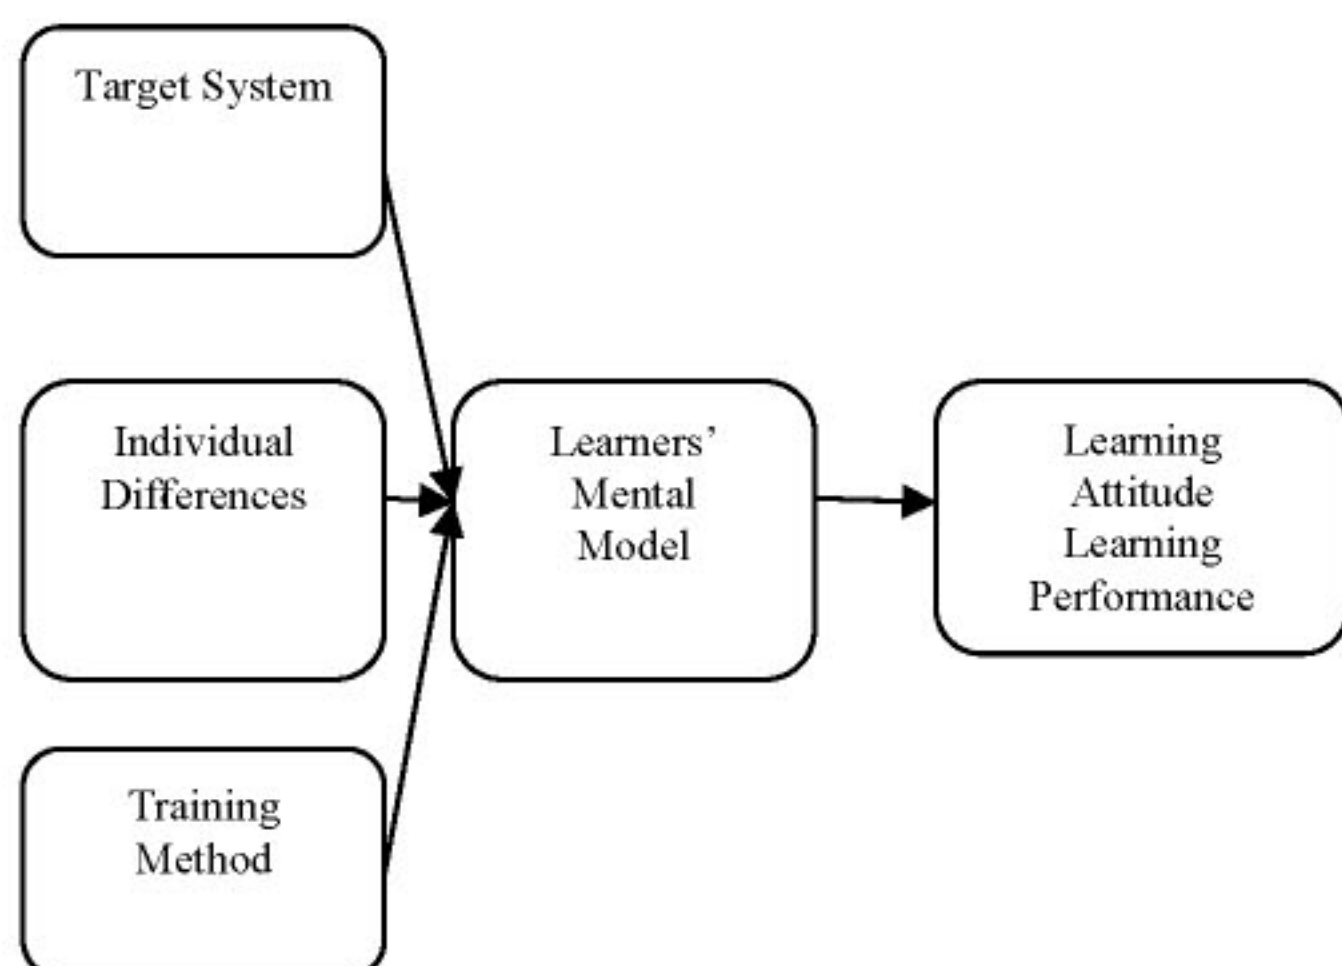 Target System
Individual
Differences
Learners’
Mental
Model
Learning
Attitude
Learning
Performance
Training
Method